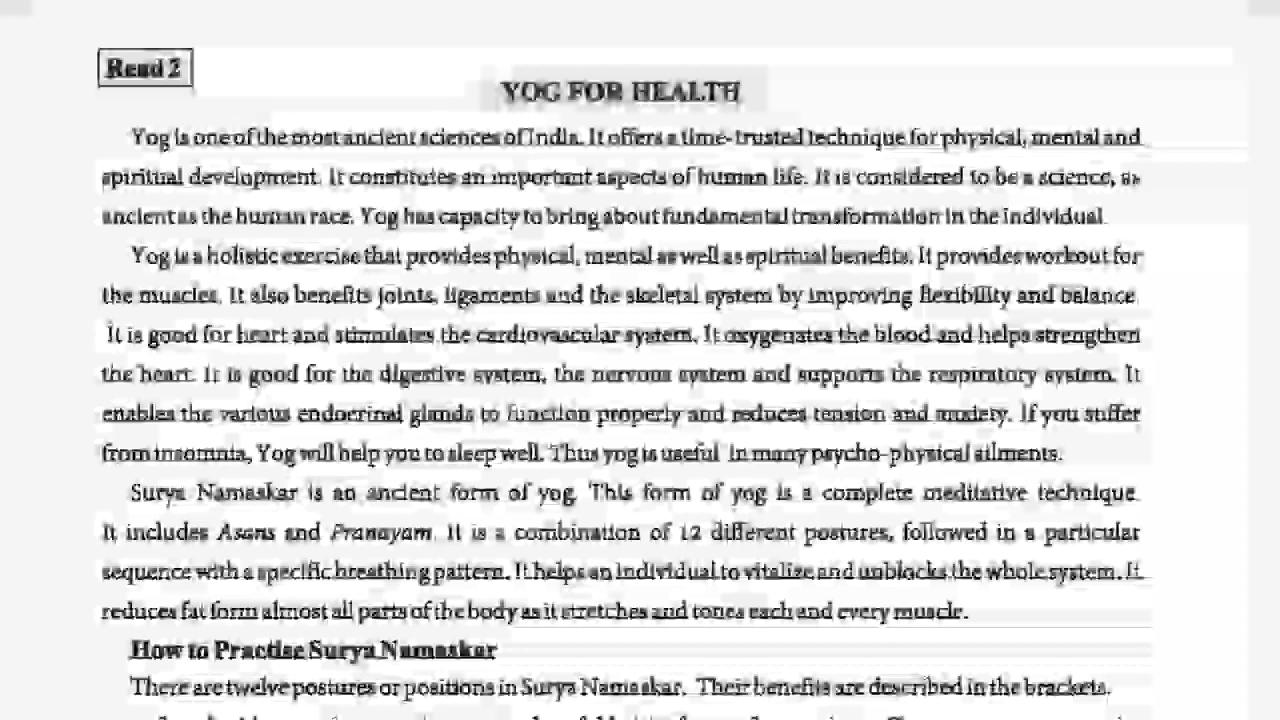 Read 2
YOG FOR HEALTH
Yog is one of the most ancient sciences of India. It offers a time- trusted technique for physical, mental and
spiritual development. It constitutes an important aspects of human life. It is considered to be a science, as
ancient as the human race. Yog has capacity to bring about fundamental transformation in the individual.
Yog is a holistic exercise that provides physical, mental as well as spiritual benefits. It provides workout for
the muscles. It also benefits joints, ligaments and the skeletal system by improving flexibility and balance.
It is good for heart and stimulates the cardiovascular system. It oxygenates the blood and helps strengthen
the heart. It is good for the digestive system, the nervous system and supports the respiratory system. It
enables the various endocrinal glands to function properly and reduces tension and anxiety. If you suffer
from insomnia, Yog will help you to sleep well. Thus yog is useful in many psycho-physical ailments.
Surya Namaskar is an ancient form of yog. This form of yog is a complete meditative technique.
It includes Asans and Pranayam. It is a combination of 12 different postures, followed in a particular
sequence with a specific breathing pattern. It helps an individual to vitalize and unblocks the whole system. It
reduces fat form almost all parts of the body as it stretches and tones each and every muscle.
How to Practise Surya Namaskar
There are twelve postures or positions in Surya Namaskar. Their benefits are described in the brackets.